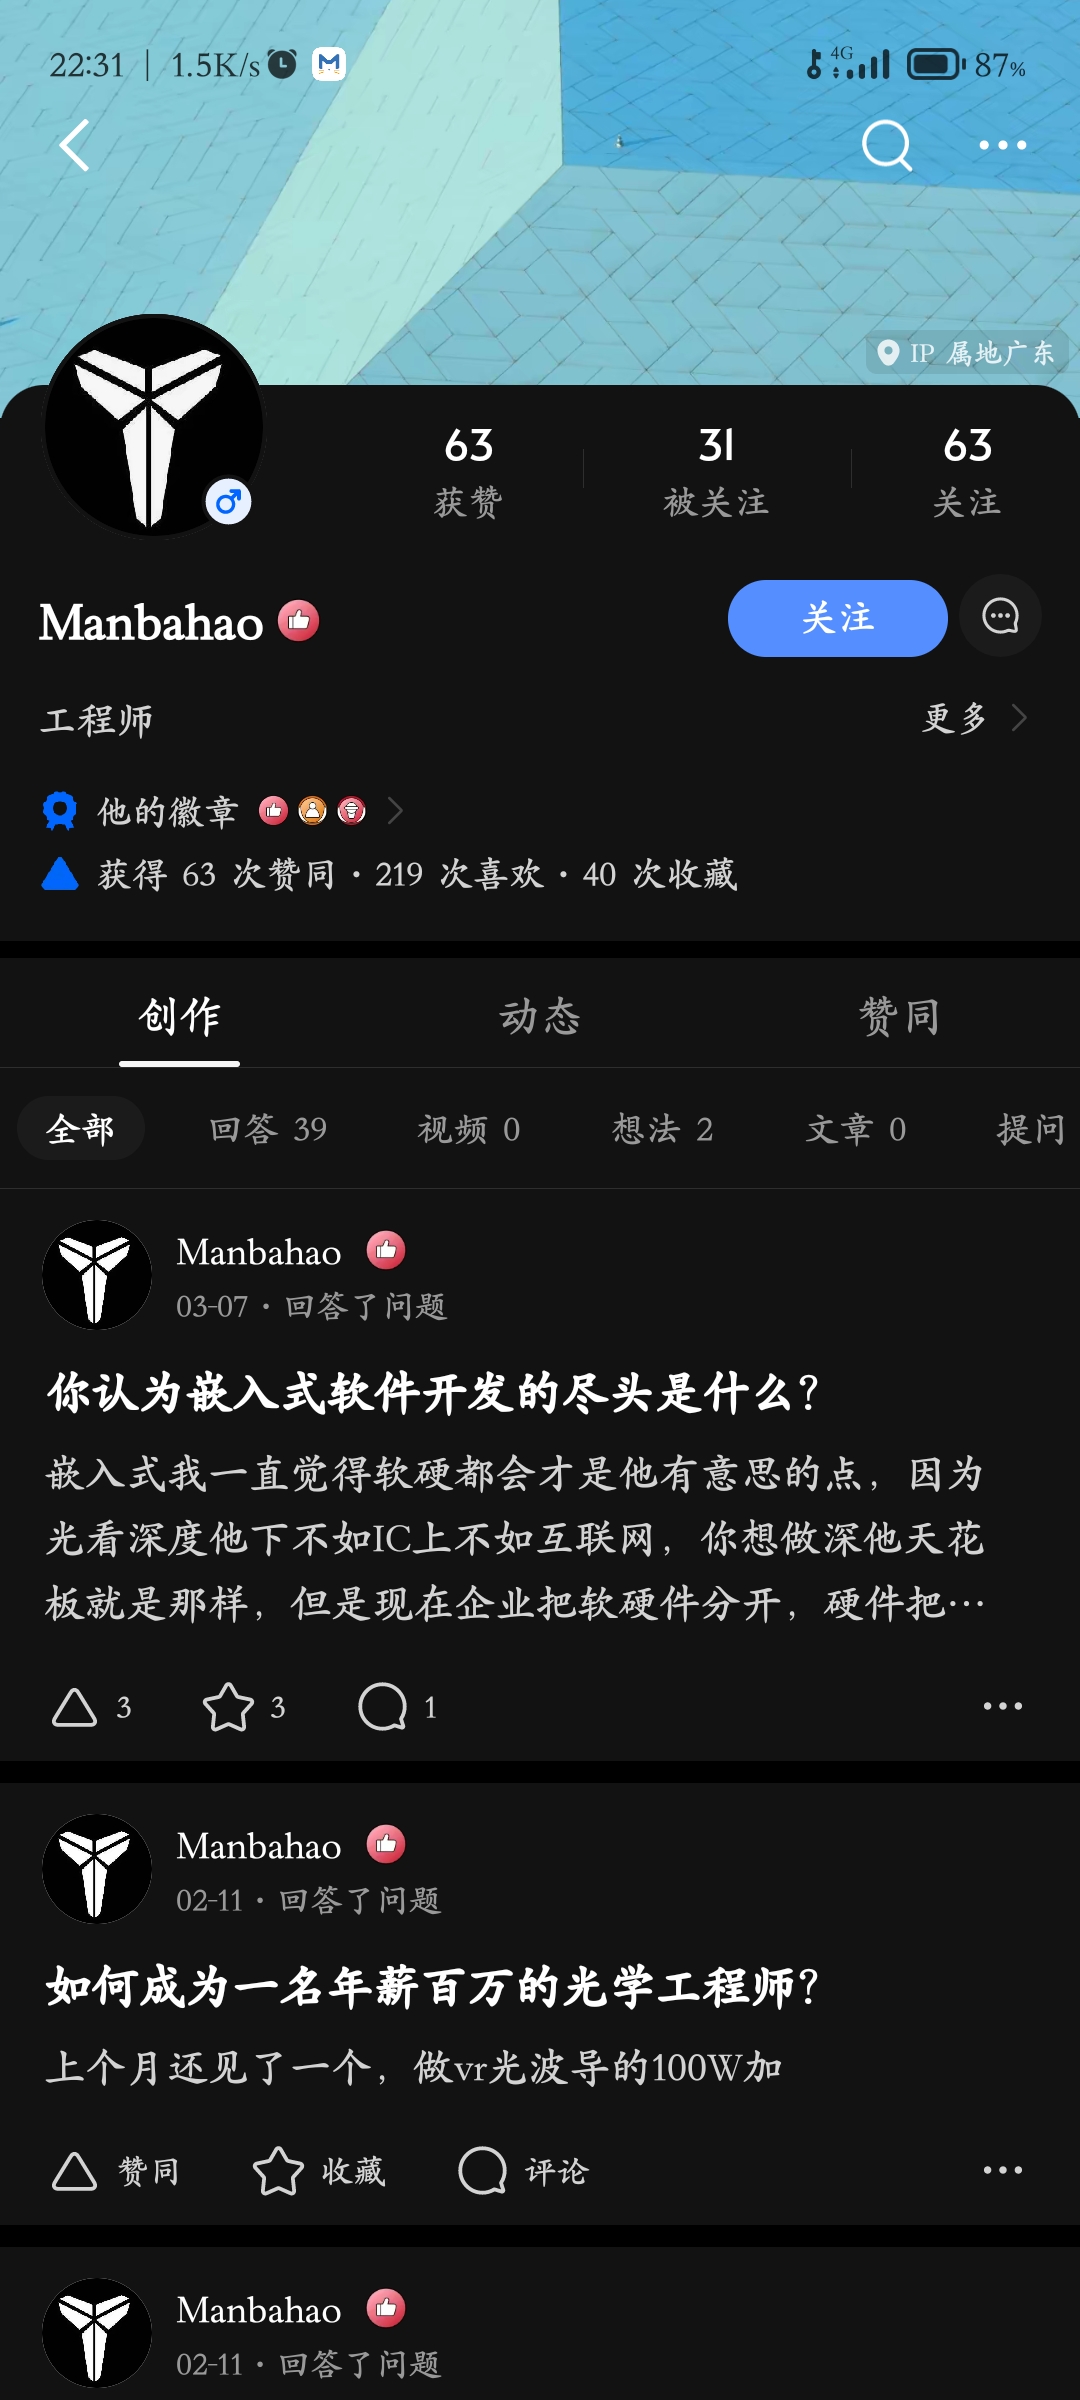 22:31 | 1.5K/s
4G
87%
IP 属地广东
63
31
63
获赞
被关注
关注
Manbahao
关注
工程师
更多
他的徽章
获得 63 次赞同 · 219 次喜欢 · 40 次收藏
创作
动态
赞同
全部
回答 39
视频 0
想法 2
文章 0
提问
Manbahao
03-07 · 回答了问题
你认为嵌入式软件开发的尽头是什么？
嵌入式我一直觉得软硬都会才是他有意思的点，因为
光看深度他下不如IC上不如互联网，你想做深他天花
板就是那样，但是现在企业把软硬件分开，硬件把…
3
3
1
Manbahao
02-11 · 回答了问题
如何成为一名年薪百万的光学工程师？
上个月还见了一个，做vr光波导的100W加
赞同
收藏
评论
Manbahao
02-11 · 回答了问题